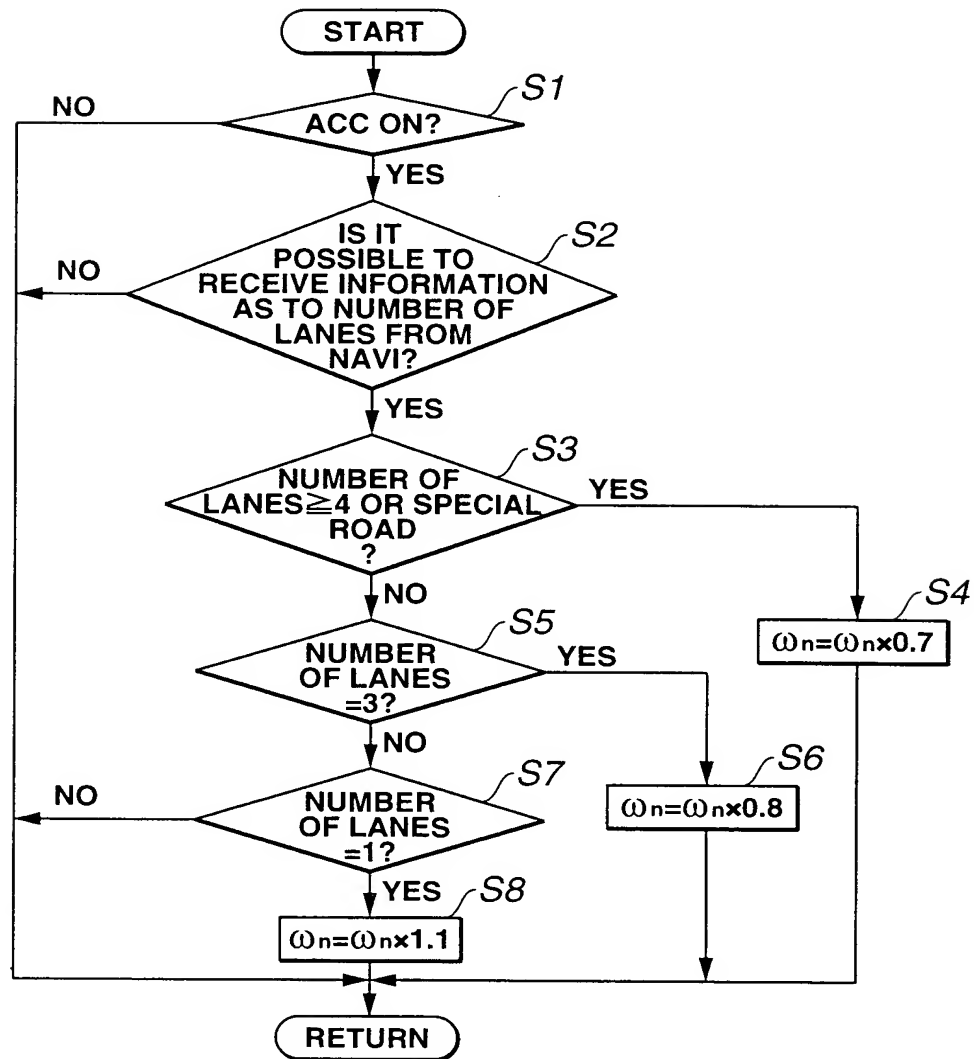 START
S1
NO
ACC ON?
YES
S2
IS IT
POSSIBLE TO
RECEIVE INFORMATION
AS TO NUMBER OF
LANES FROM
NAVI?
NO
YES
S3
NUMBER OF
LANES≧4 OR SPECIAL
ROAD
?
YES
NO
S4
ωn=ωn×0.7
S5
NUMBER
OF LANES
=3?
YES
NO
S6
ωn=ωn×0.8
S7
NUMBER
OF LANES
=1?
NO
YES
S8
ωn=ωn×1.1
RETURN